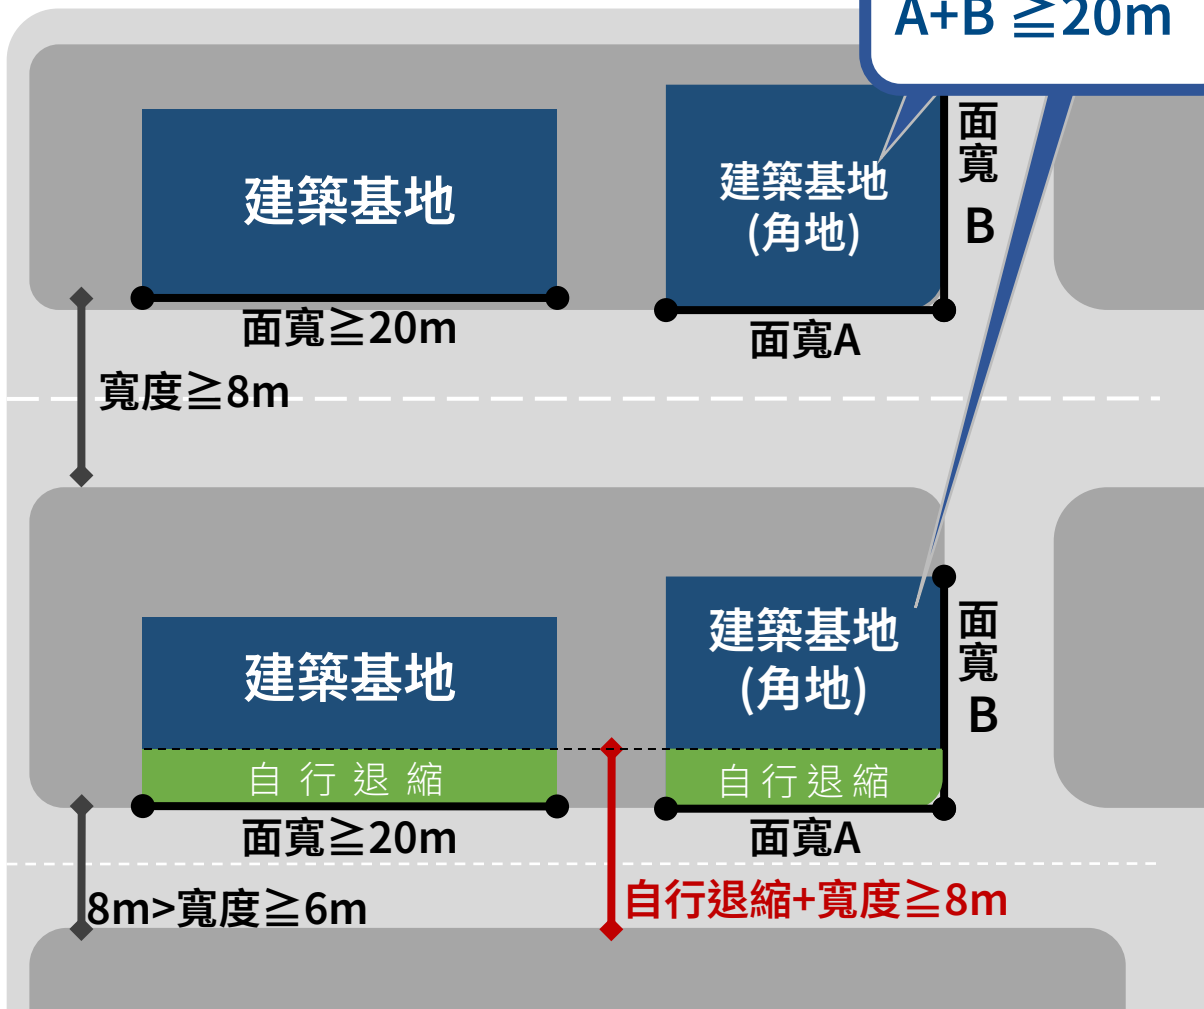 A+B ≧20m
建築基地
建築基地
(角地)
面寬
B
面寬≧20m
面寬A
寬度≧8m
建築基地
建築基地
(角地)
面寬
B
自行退縮
自行退縮
面寬≧20m
面寬A
8m>寬度≧6m
自行退縮+寬度≧8m